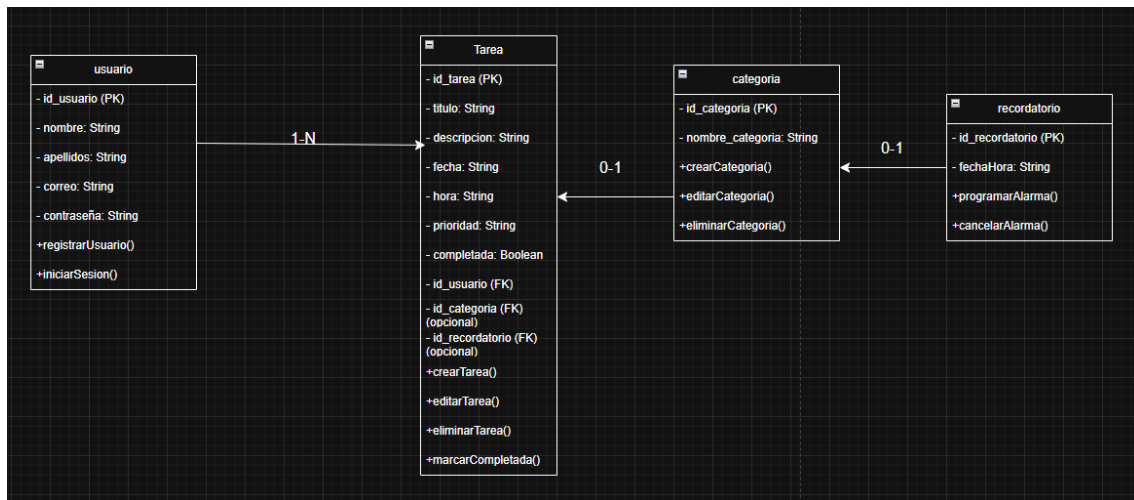 usuario
- id_usuario (PK)
- nombre: String
- apellidos: String
- correo: String
- contraseña: String
+registrarUsuario()
+iniciarSesion()
1-N
Tarea
- id_tarea (PK)
- titulo: String
- descripcion: String
- fecha: String
- hora: String
- prioridad: String
- completada: Boolean
- id_usuario (FK)
- id_categoria (FK)
(opcional)
- id_recordatorio (FK)
(opcional)
+crearTarea()
+editarTarea()
+eliminarTarea()
+marcarCompletada()
0-1
categoria
- id_categoria (PK)
- nombre_categoria: String
+crearCategoria()
+editarCategoria()
+eliminarCategoria()
0-1
recordatorio
- id_recordatorio (PK)
- fechaHora: String
+programarAlarma()
+cancelarAlarma()